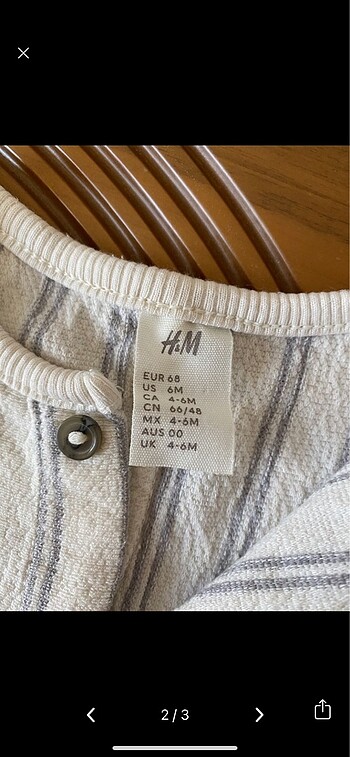 H&M
EUR 68
US 6M
CA 4-6M
CN 66/48
MX 4-6M
AUS 00
UK 4-6M
2/3